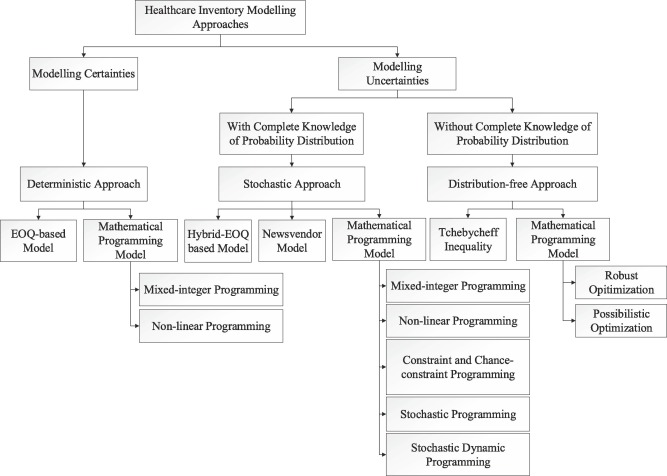 Healthcare Inventory Modelling
Approaches
Modelling Certainties
Modelling
Uncertainties
With Complete Knowledge
of Probability Distribution
Without Complete Knowledge of
Probability Distribution
Deterministic Approach
Stochastic Approach
Distribution-free Approach
EOQ-based
Model
Mathematical
Programming
Model
Hybrid-EOQ
based Model
Newsvendor
Model
Mathematical
Programming
Model
Tchebycheff
Inequality
Mathematical
Programming
Model
Mixed-integer Programming
Non-linear Programming
Mixed-integer Programming
Non-linear Programming
Constraint and Chance-
constraint Programming
Stochastic Programming
Stochastic Dynamic
Programming
Robust
Opitimization
Possibilistic
Optimization